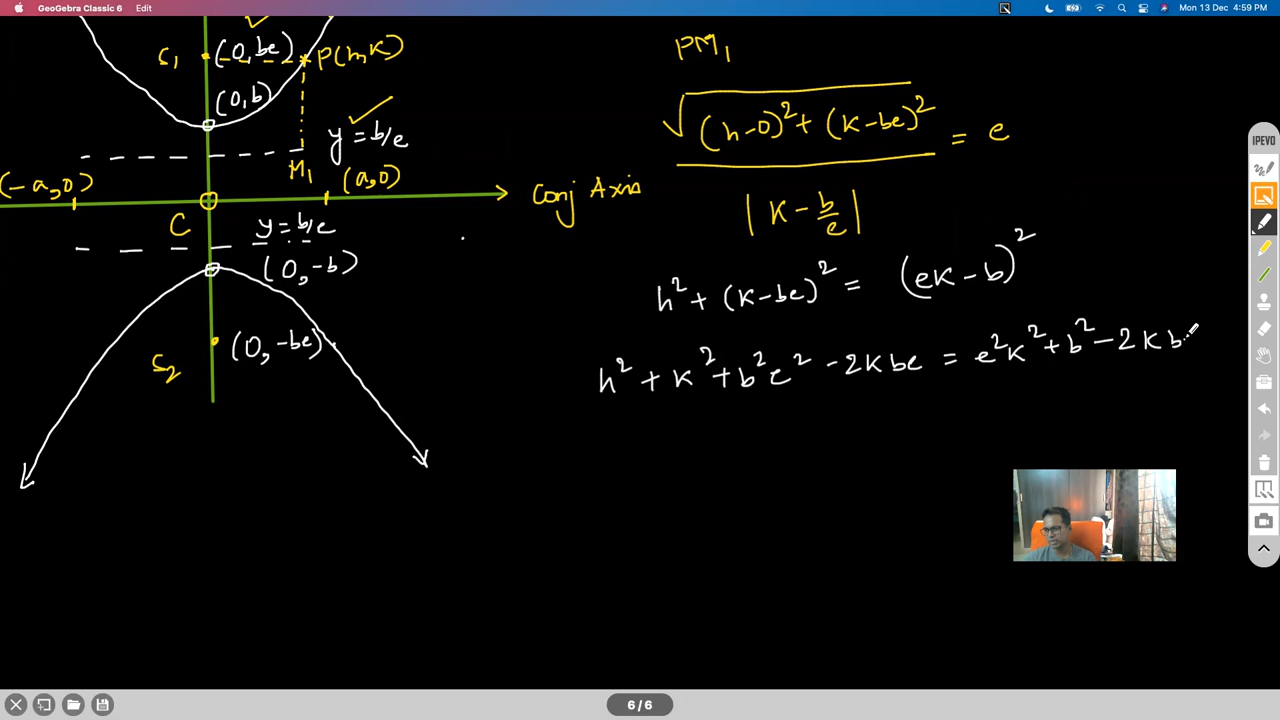 GeoGebra Classic 6 Edit
Mon 13 Dec 4:59 PM
S₁ (0, be) P(h, K)
(0, b)
y = b/e
M₁
(-a, 0) (a, 0)
Conj Axis
C
y = b/e
(0, -b)
(0, -be)
S₂
PM₁
√((h-0)² + (K-be)²) / |K - b/e| = e
h² + (K-be)² = (eK-b)²
h² + K² + b²e² - 2Kbe = e²K² + b² - 2Kb
IPEVO
6 / 6